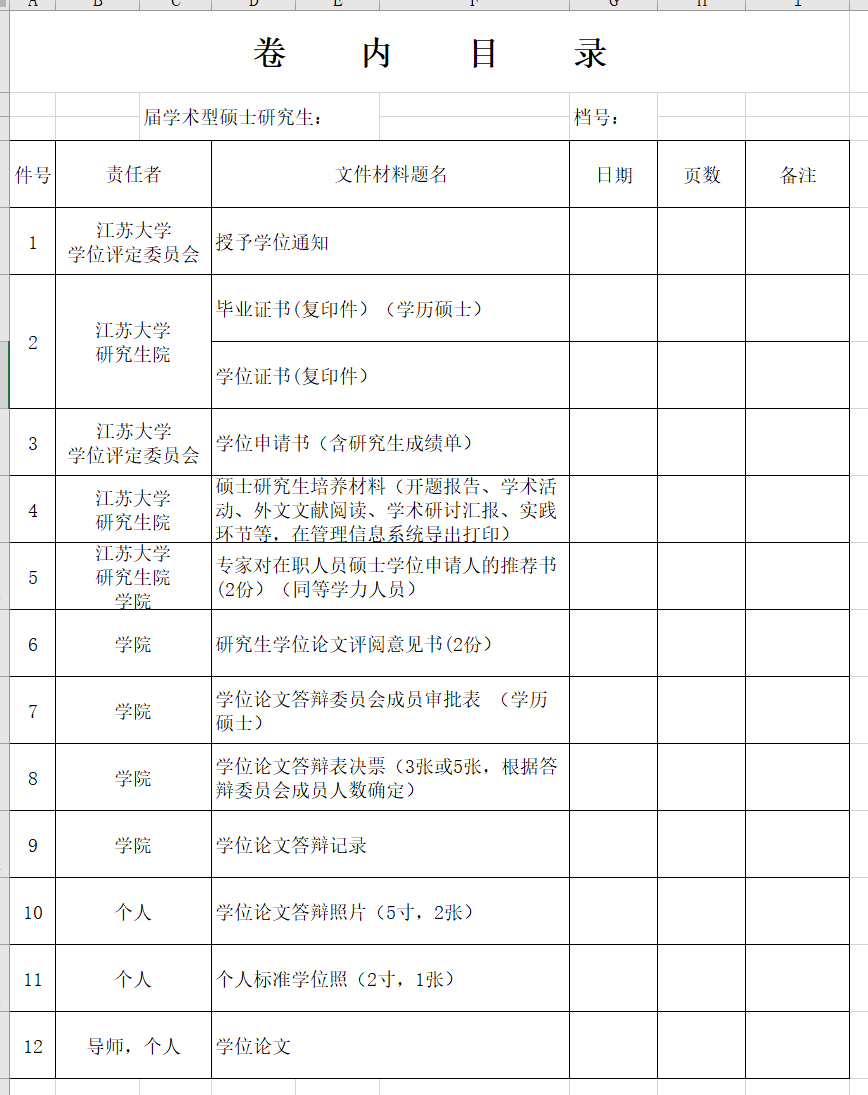 A B C D E F G H I
卷 内 目 录
届学术型硕士研究生： 档号：
件号 责任者 文件材料题名 日期 页数 备注
1 江苏大学
学位评定委员会 授予学位通知
2 江苏大学
研究生院 毕业证书(复印件）（学历硕士）
学位证书(复印件）
3 江苏大学
学位评定委员会 学位申请书（含研究生成绩单）
4 江苏大学
研究生院 硕士研究生培养材料（开题报告、学术活
动、外文文献阅读、学术研讨汇报、实践
环节等，在管理信息系统导出打印）
5 江苏大学
研究生院
学院 专家对在职人员硕士学位申请人的推荐书
(2份）（同等学力人员）
6 学院 研究生学位论文评阅意见书(2份）
7 学院 学位论文答辩委员会成员审批表 （学历
硕士）
8 学院 学位论文答辩表决票（3张或5张，根据答
辩委员会成员人数确定）
9 学院 学位论文答辩记录
10 个人 学位论文答辩照片（5寸，2张）
11 个人 个人标准学位照（2寸，1张）
12 导师，个人 学位论文